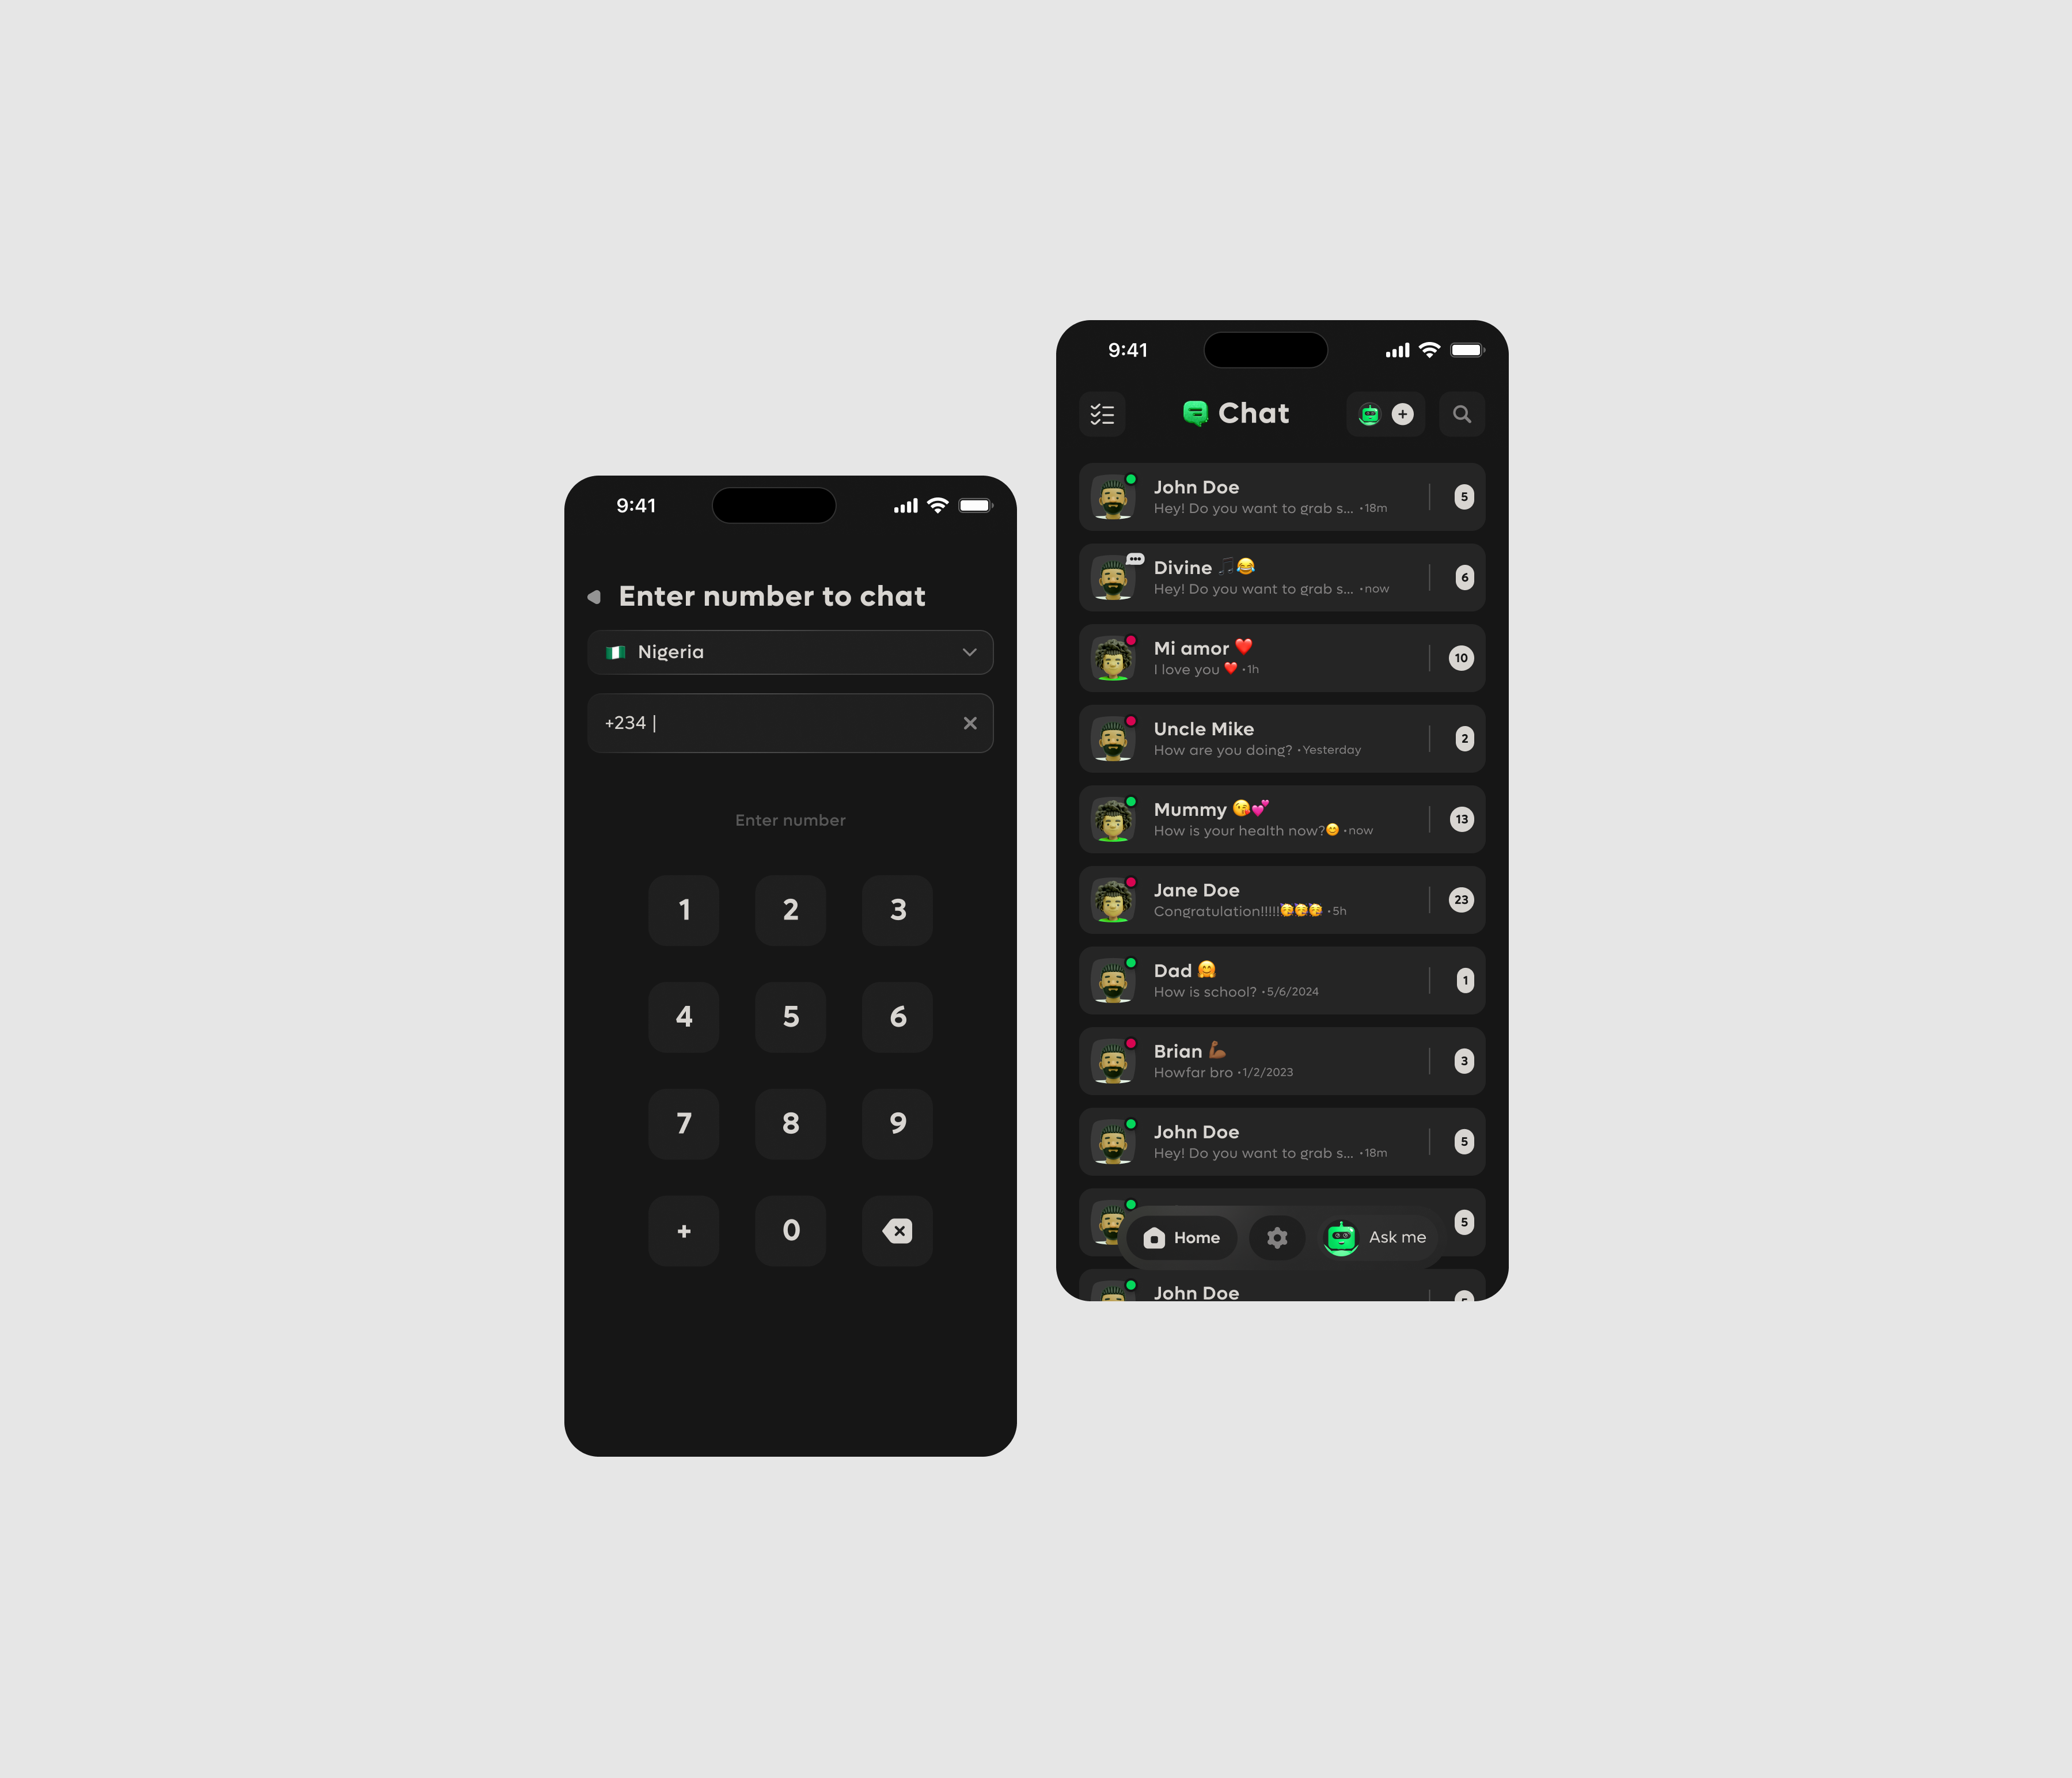 9:41
Enter number to chat
🇳🇬 Nigeria
+234 |
Enter number
1 2 3
4 5 6
7 8 9
+ 0
9:41
Chat
John Doe
Hey! Do you want to grab s... •18m
5
Divine 🎵😂
Hey! Do you want to grab s... •now
6
Mi amor ❤️
I love you ❤️ •1h
10
Uncle Mike
How are you doing? •Yesterday
2
Mummy 😘💕
How is your health now?😊 •now
13
Jane Doe
Congratulation!!!!!🥳🥳🥳 •5h
23
Dad 🤗
How is school? •5/6/2024
1
Brian 💪🏾
Howfar bro •1/2/2023
3
John Doe
Hey! Do you want to grab s... •18m
5
5
Home Ask me
John Doe